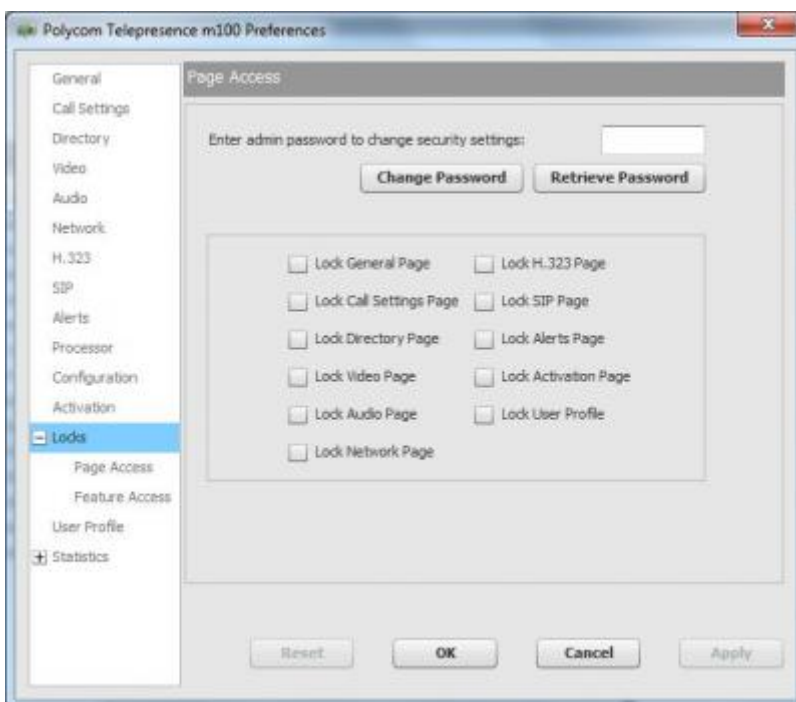 Polycom Telepresence m100 Preferences
General
Call Settings
Directory
Video
Audio
Network
H.323
SIP
Alerts
Processor
Configuration
Activation
Locks
Page Access
Feature Access
User Profile
Statistics
Page Access
Enter admin password to change security settings:
Change Password Retrieve Password
Lock General Page Lock H.323 Page
Lock Call Settings Page Lock SIP Page
Lock Directory Page Lock Alerts Page
Lock Video Page Lock Activation Page
Lock Audio Page Lock User Profile
Lock Network Page
Reset OK Cancel Apply